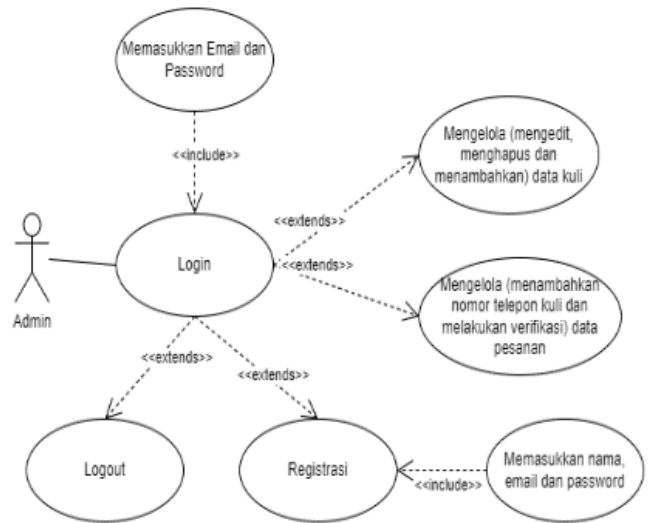 Memasukkan Email dan
Password
<<include>>
Mengelola (mengedit,
menghapus dan
menambahkan) data kuli
<<extends>>
Login
<<extends>>
Mengelola (menambahkan
nomor telepon kuli dan
melakukan verifikasi) data
pesanan
Admin
<<extends>>
<<extends>>
Logout
Registrasi
Memasukkan nama,
email dan password
<<include>>